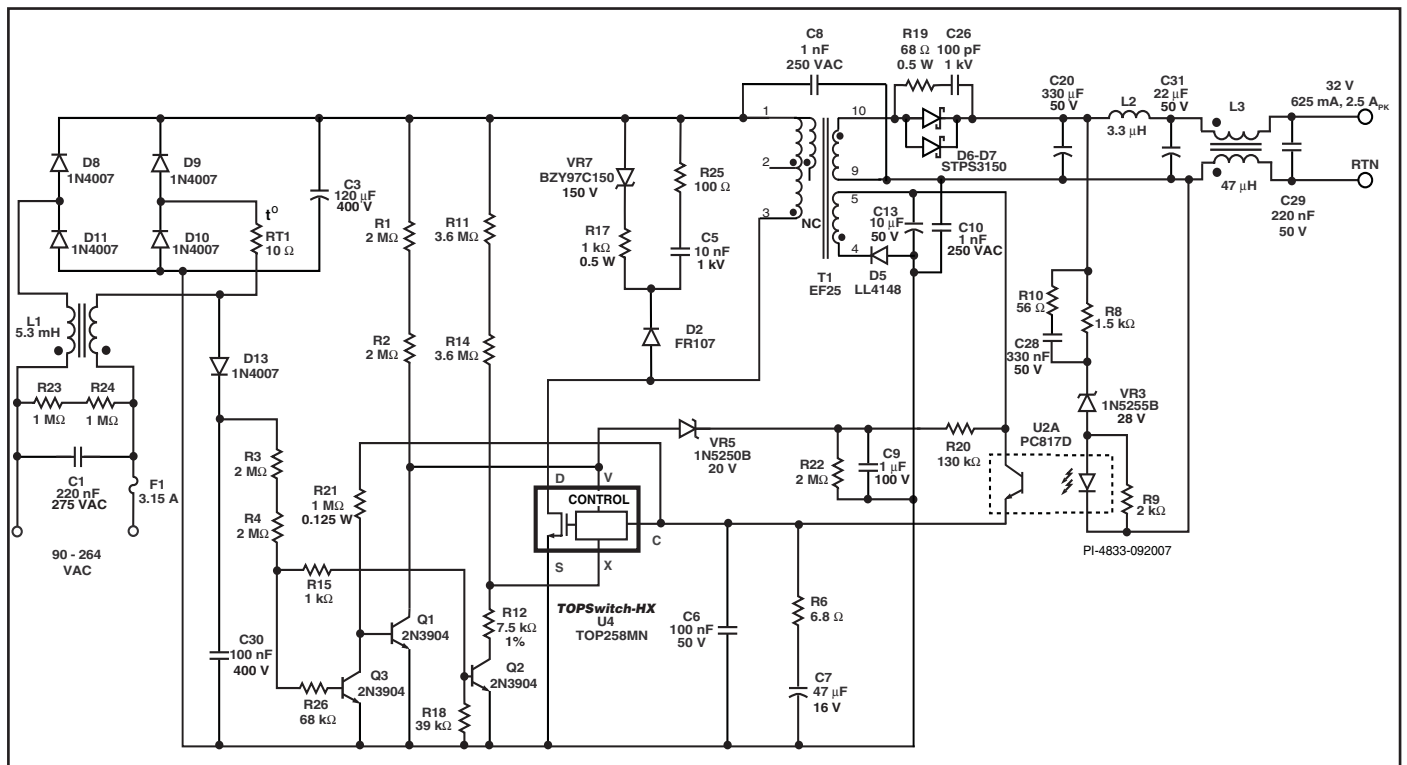 C8
1 nF
250 VAC
R19
68 Ω
0.5 W
C26
100 pF
1 kV
C20
330 µF
50 V
L2
3.3 µH
C31
22 µF
50 V
L3
47 µH
32 V
625 mA, 2.5 APK
RTN
C29
220 nF
50 V
1
2
3
NC
10
9
5
4
D6-D7
STPS3150
D8
1N4007
D9
1N4007
D11
1N4007
D10
1N4007
C3
120 µF
400 V
tO
RT1
10 Ω
R1
2 MΩ
R11
3.6 MΩ
VR7
BZY97C150
150 V
R25
100 Ω
R17
1 kΩ
0.5 W
C5
10 nF
1 kV
C13
10 µF
50 V
C10
1 nF
250 VAC
D5
LL4148
T1
EF25
L1
5.3 mH
R2
2 MΩ
R14
3.6 MΩ
D2
FR107
R10
56 Ω
R8
1.5 kΩ
C28
330 nF
50 V
D13
1N4007
R23
1 MΩ
R24
1 MΩ
C1
220 nF
275 VAC
F1
3.15 A
90 - 264
VAC
VR3
1N5255B
28 V
VR5
1N5250B
20 V
R20
130 kΩ
U2A
PC817D
R22
2 MΩ
C9
1 µF
100 V
R9
2 kΩ
PI-4833-092007
R3
2 MΩ
R4
2 MΩ
R21
1 MΩ
0.125 W
D
V
CONTROL
C
S
X
TOPSwitch-HX
U4
TOP258MN
R15
1 kΩ
R12
7.5 kΩ
1%
Q1
2N3904
Q2
2N3904
Q3
2N3904
C30
100 nF
400 V
R26
68 kΩ
R18
39 kΩ
C6
100 nF
50 V
R6
6.8 Ω
C7
47 µF
16 V